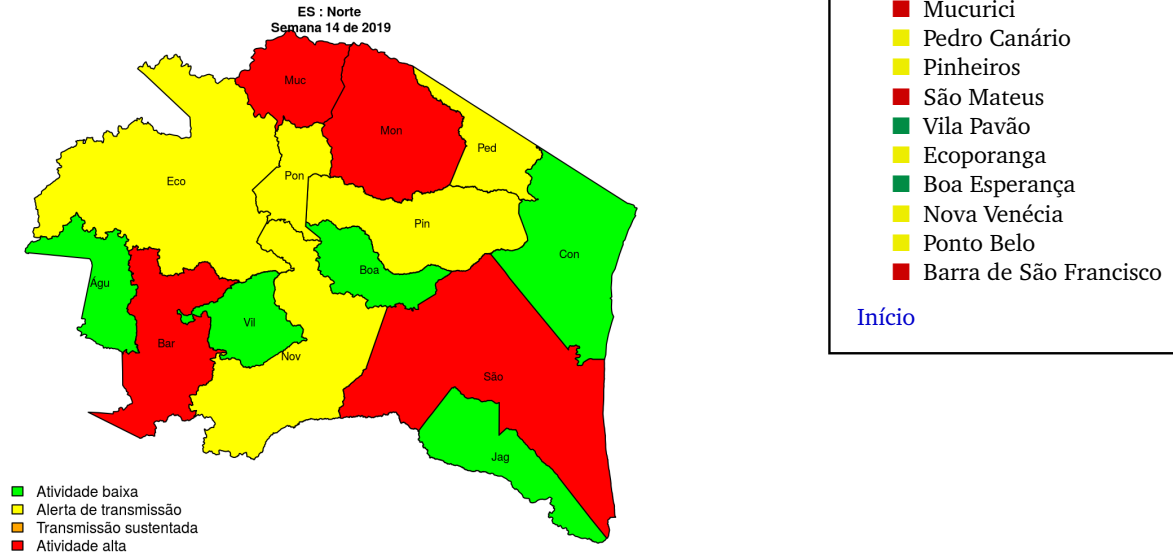 ES : Norte
Semana 14 de 2019
Muc
Mon
Ped
Eco
Pon
Pin
Con
Boa
Águ
Vil
Bar
Nov
São
Jag
Atividade baixa
Alerta de transmissão
Transmissão sustentada
Atividade alta
Mucurici
Pedro Canário
Pinheiros
São Mateus
Vila Pavão
Ecoporanga
Boa Esperança
Nova Venécia
Ponto Belo
Barra de São Francisco
Início